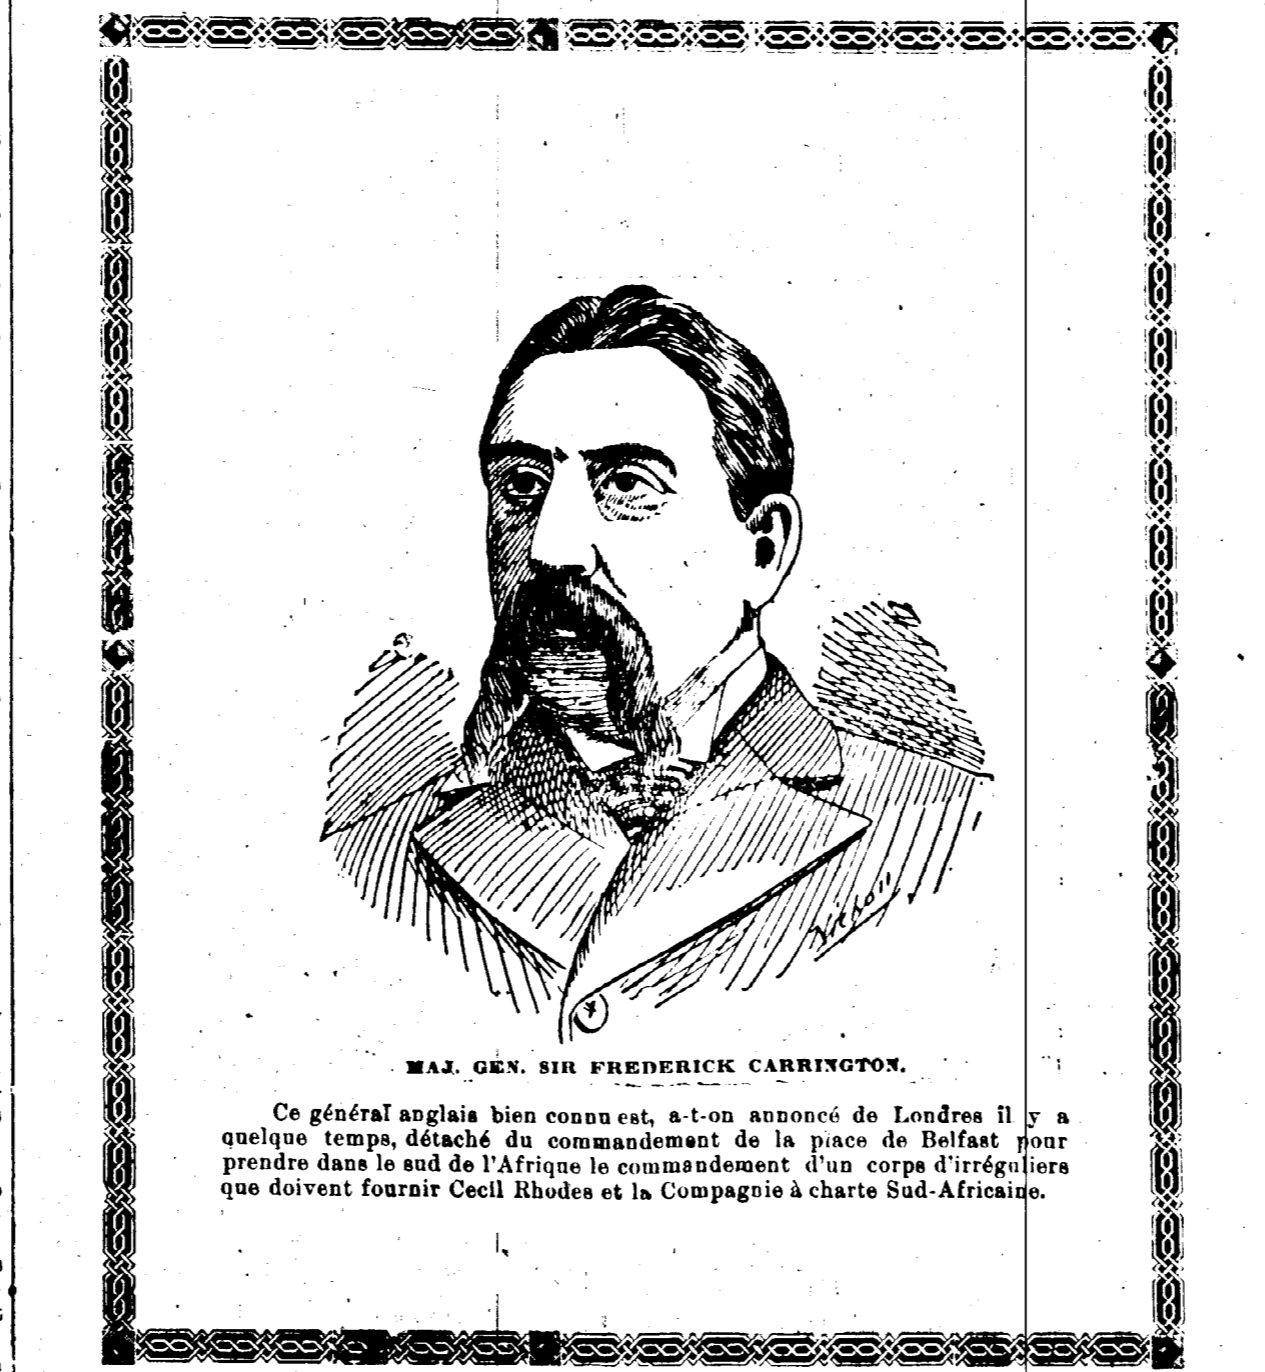 MAJ. GEN. SIR FREDERICK CARRINGTON.
Ce général anglais bien connu est, a-t-on annoncé de Londres il y a
quelque temps, détaché du commandement de la place de Belfast pour
prendre dans le sud de l'Afrique le commandement d'un corps d'irréguliers
que doivent fournir Cecil Rhodes et la Compagnie à charte Sud-Africaine.